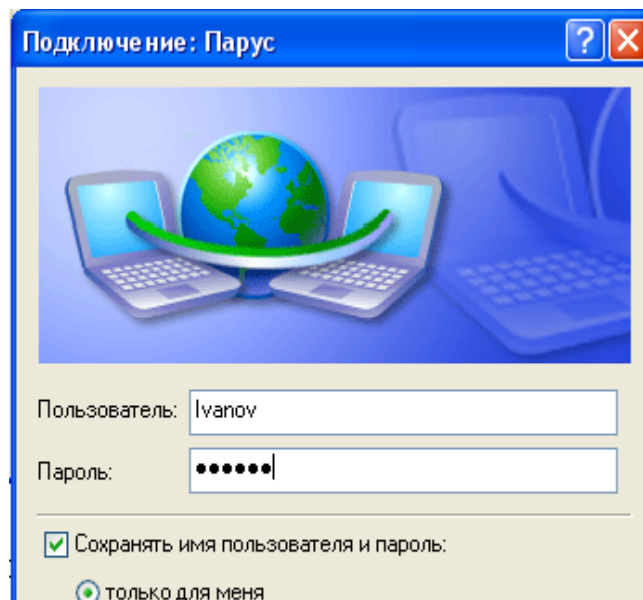 Подключение: Парус
Пользователь: Ivanov
Пароль: ••••••
Сохранять имя пользователя и пароль:
только для меня